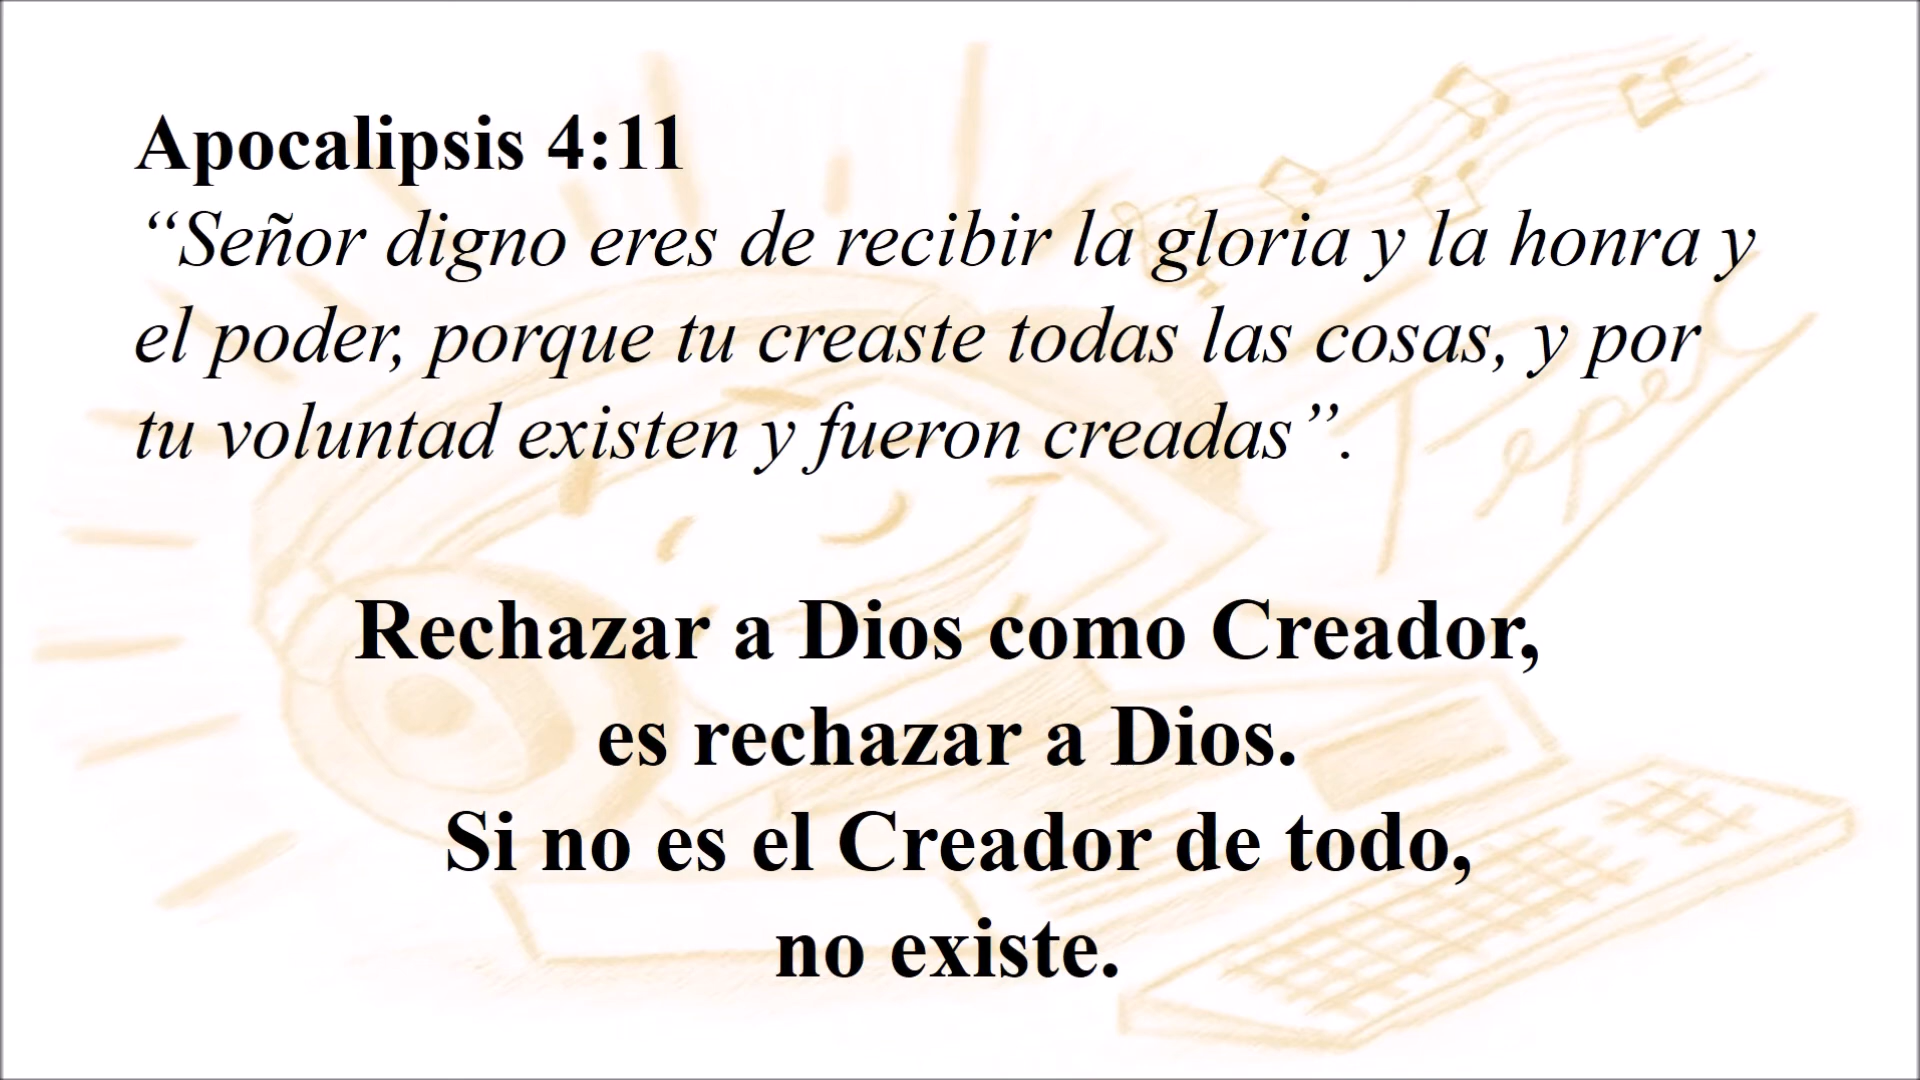 Apocalipsis 4:11
“Señor digno eres de recibir la gloria y la honra y
el poder, porque tu creaste todas las cosas, y por
tu voluntad existen y fueron creadas”.
TepeC
Rechazar a Dios como Creador,
es rechazar a Dios.
Si no es el Creador de todo,
no existe.